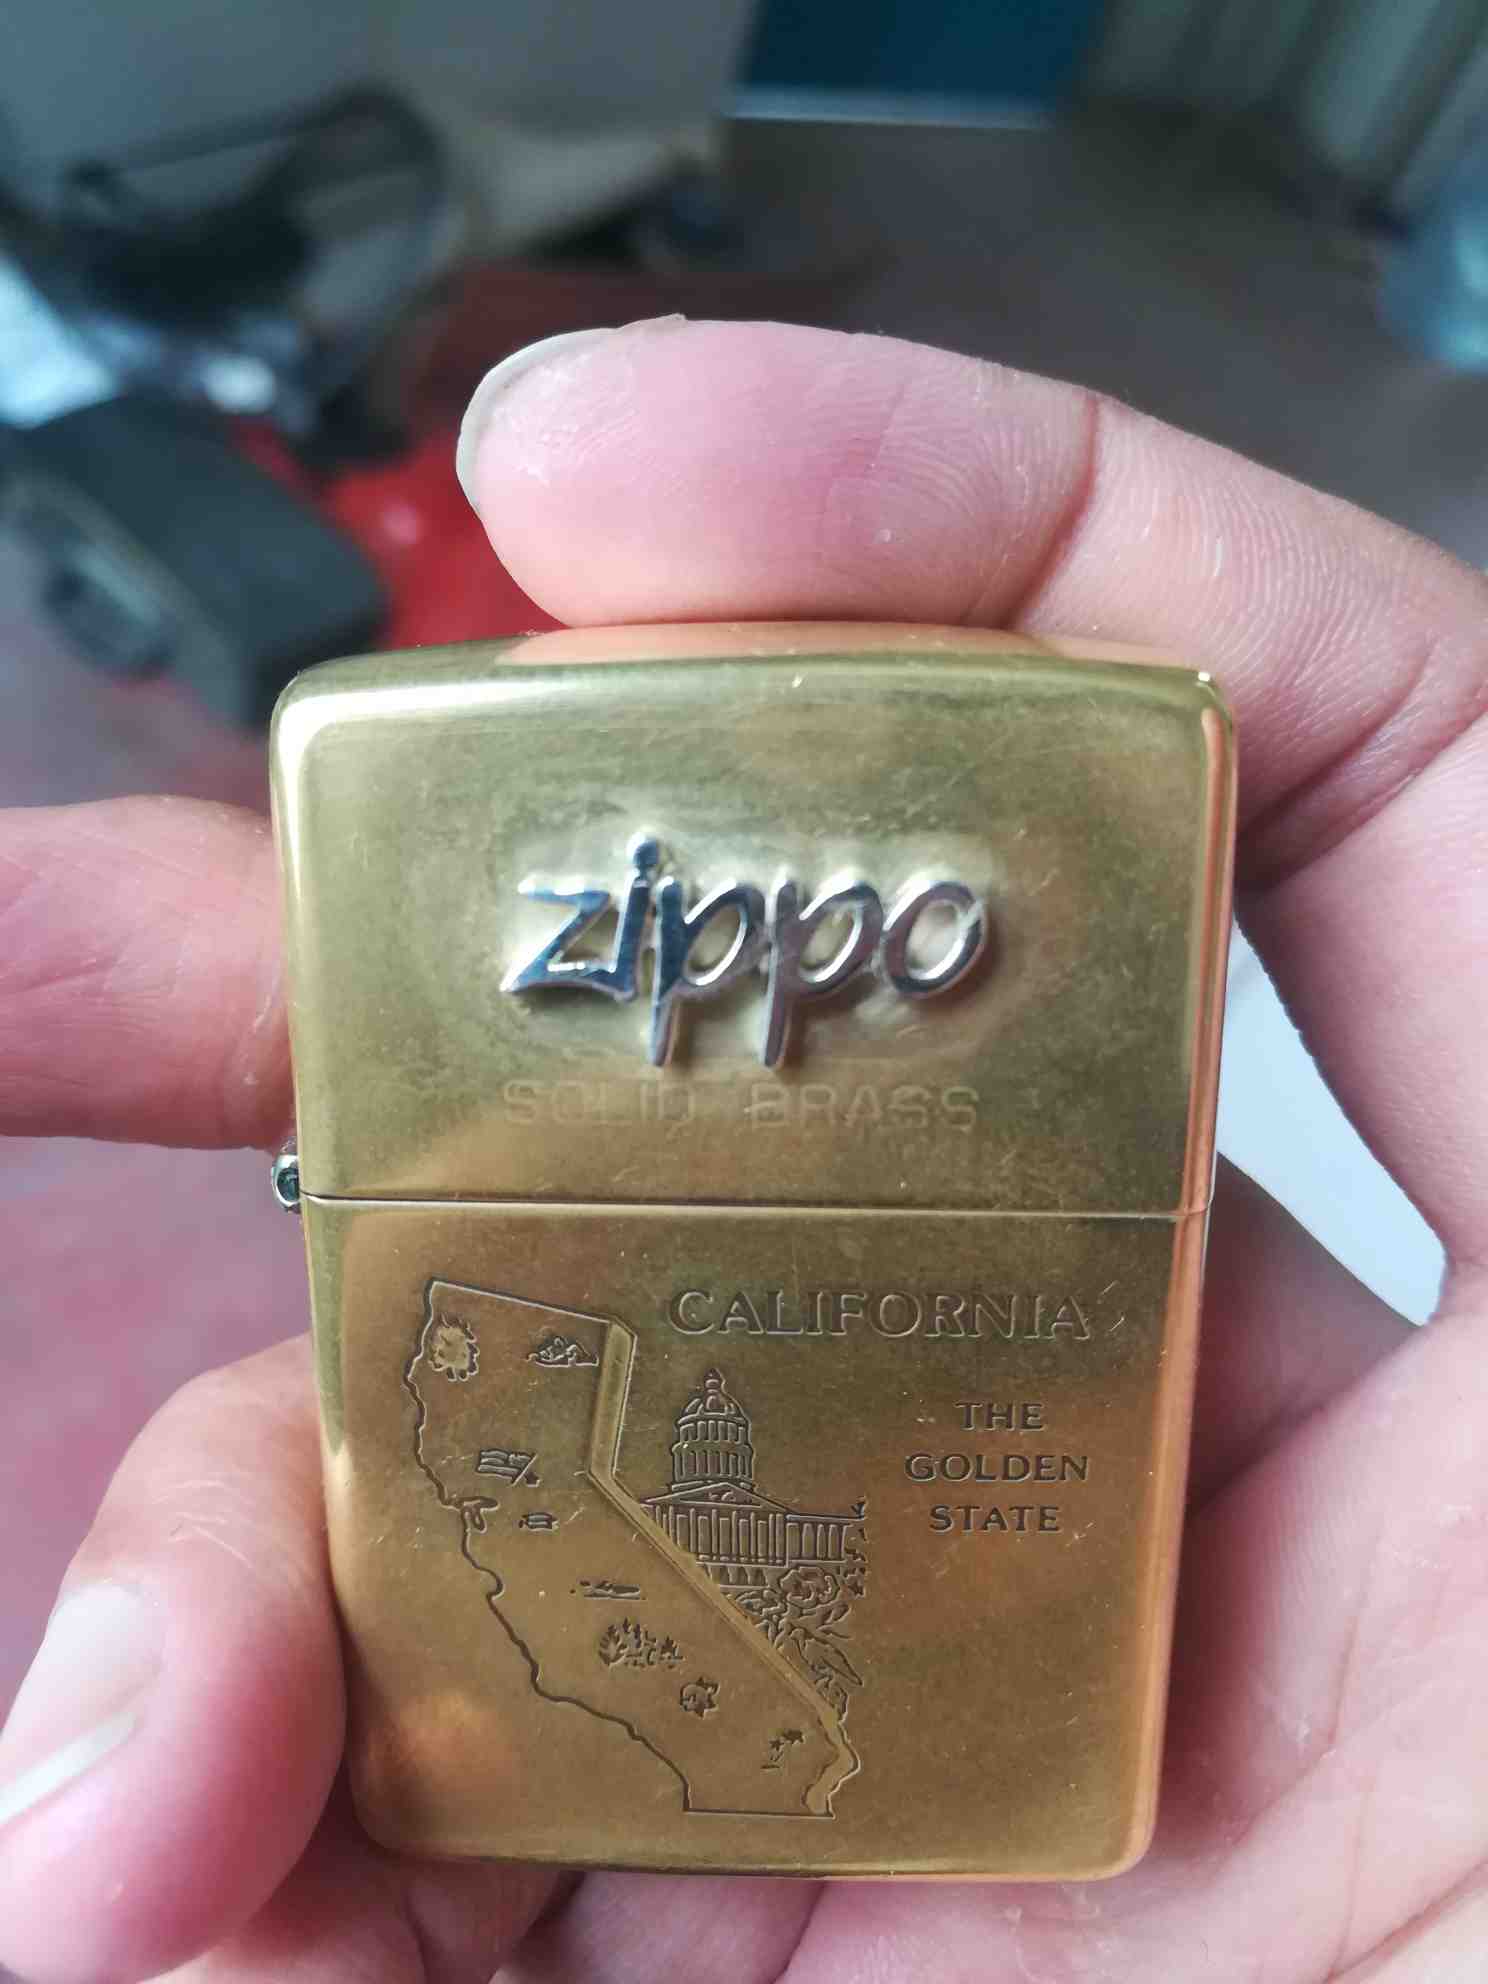 zippo
SOLID BRASS
CALIFORNIA
THE
GOLDEN
STATE